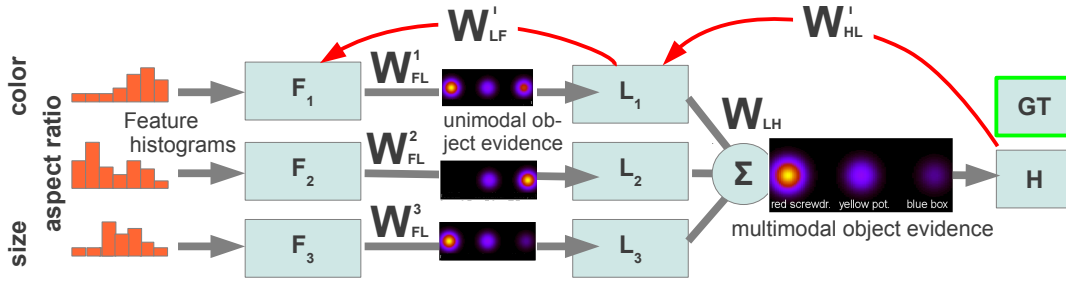 color
aspect ratio
size
Feature
histograms
F1
F2
F3
W1FL
W2FL
W3FL
W'LF
unimodal ob-
ject evidence
L1
L2
L3
W'HL
WLH
Σ
red screwdr. yellow pot. blue box
multimodal object evidence
GT
H